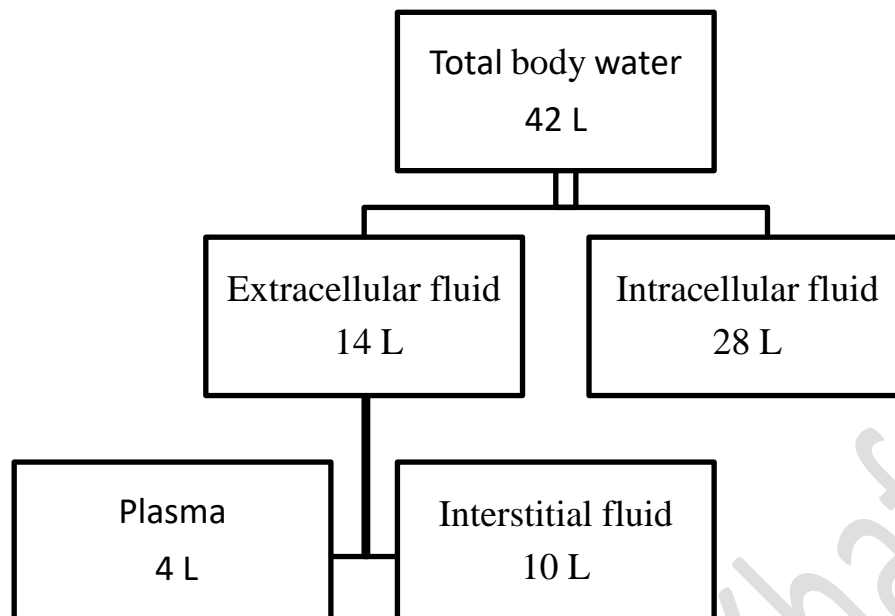 Total body water
42 L
Extracellular fluid
14 L
Intracellular fluid
28 L
Plasma
4 L
Interstitial fluid
10 L